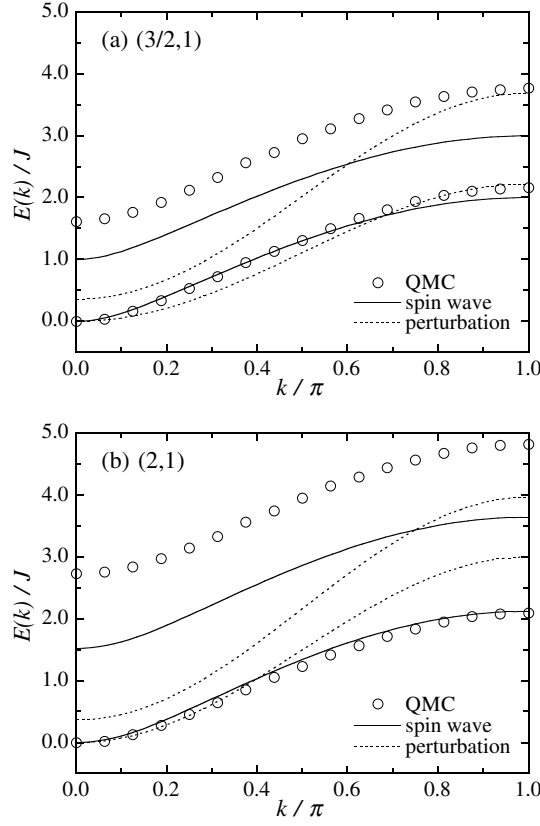 5.0
(a) (3/2,1)
4.0
3.0
E(k) / J
2.0
1.0
QMC
spin wave
0.0
perturbation
0.0 0.2 0.4 0.6 0.8 1.0
k / π
5.0
(b) (2,1)
4.0
3.0
E(k) / J
2.0
1.0
QMC
spin wave
0.0
perturbation
0.0 0.2 0.4 0.6 0.8 1.0
k / π